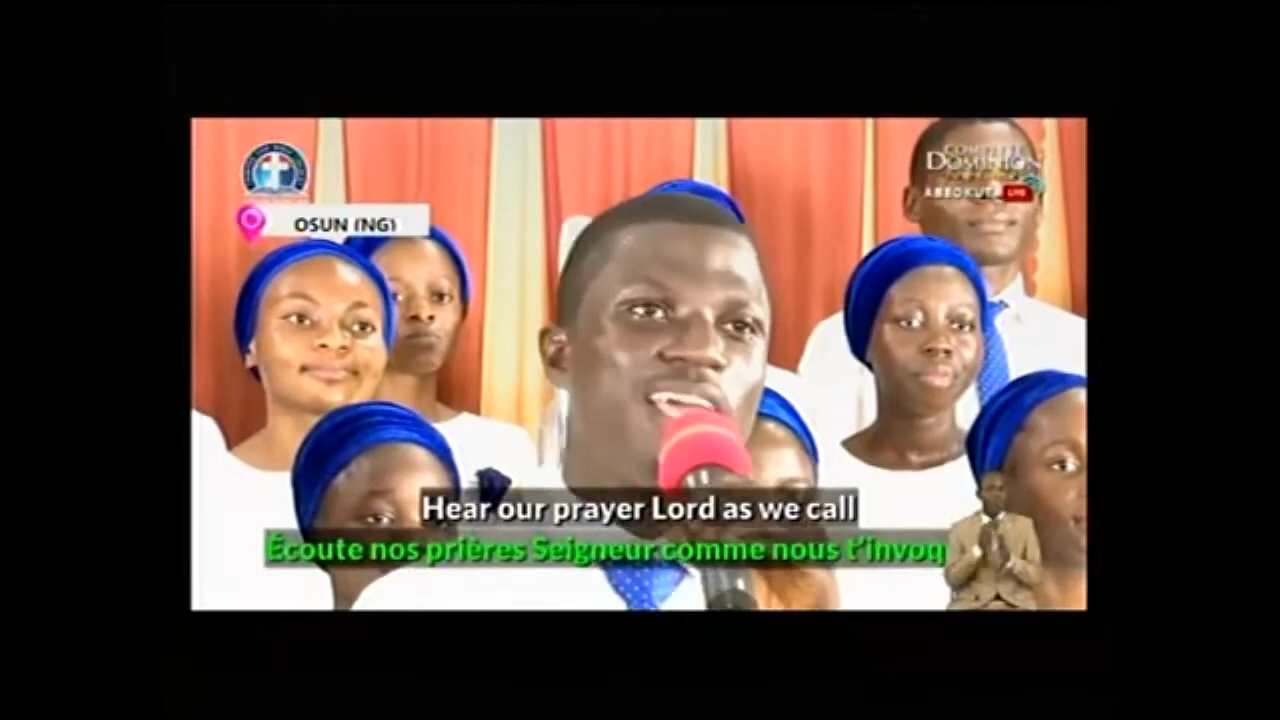 COMPLETE
DOMINION
ABEOKUTA LIVE
OSUN (NG)
Hear our prayer Lord as we call
Écoute nos prières Seigneur comme nous t'invoq